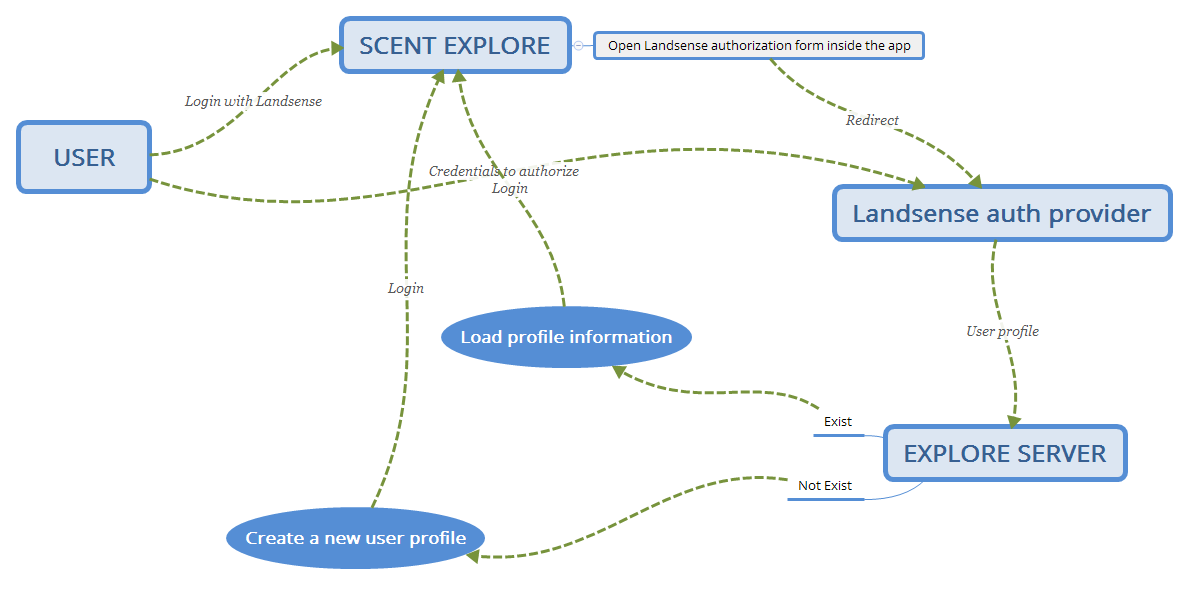 SCENT EXPLORE
Open Landsense authorization form inside the app
Login with Landsense
Redirect
USER
Credentials to authorize
Login
Landsense auth provider
Login
User profile
Load profile information
Exist
EXPLORE SERVER
Not Exist
Create a new user profile